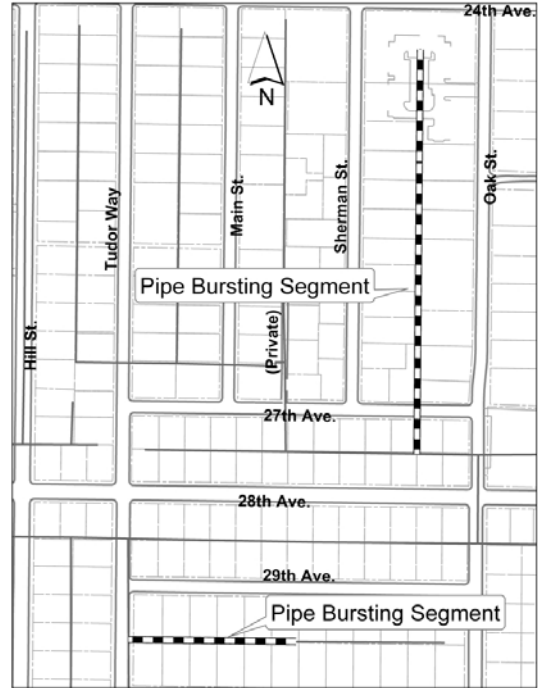 24th Ave.
N
Oak St.
Main St.
Sherman St.
Tudor Way
Pipe Bursting Segment
Hill St.
(Private)
27th Ave.
28th Ave.
29th Ave.
Pipe Bursting Segment